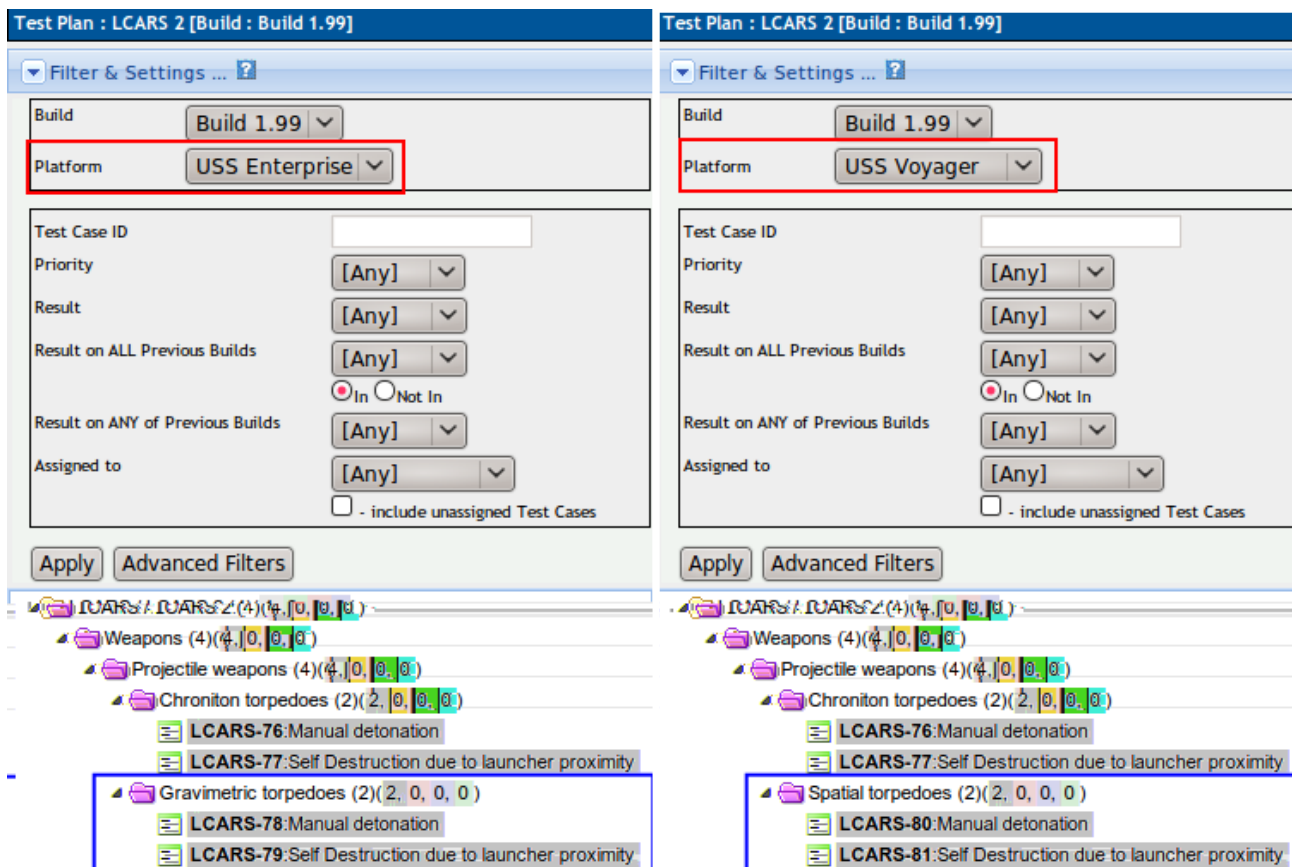 Test Plan : LCARS 2 [Build : Build 1.99]
Filter & Settings ... ?
Build Build 1.99
Platform USS Enterprise
Test Case ID
Priority [Any]
Result [Any]
Result on ALL Previous Builds [Any]
In Not In
Result on ANY of Previous Builds [Any]
Assigned to [Any]
- include unassigned Test Cases
Apply Advanced Filters
Weapons (4)(4, 0, 0, 0)
Projectile weapons (4)(4, 0, 0, 0)
Chroniton torpedoes (2)(2, 0, 0, 0)
LCARS-76:Manual detonation
LCARS-77:Self Destruction due to launcher proximity
Gravimetric torpedoes (2)(2, 0, 0, 0)
LCARS-78:Manual detonation
LCARS-79:Self Destruction due to launcher proximity
Test Plan : LCARS 2 [Build : Build 1.99]
Filter & Settings ... ?
Build Build 1.99
Platform USS Voyager
Test Case ID
Priority [Any]
Result [Any]
Result on ALL Previous Builds [Any]
In Not In
Result on ANY of Previous Builds [Any]
Assigned to [Any]
- include unassigned Test Cases
Apply Advanced Filters
Weapons (4)(4, 0, 0, 0)
Projectile weapons (4)(4, 0, 0, 0)
Chroniton torpedoes (2)(2, 0, 0, 0)
LCARS-76:Manual detonation
LCARS-77:Self Destruction due to launcher proximity
Spatial torpedoes (2)(2, 0, 0, 0)
LCARS-80:Manual detonation
LCARS-81:Self Destruction due to launcher proximity